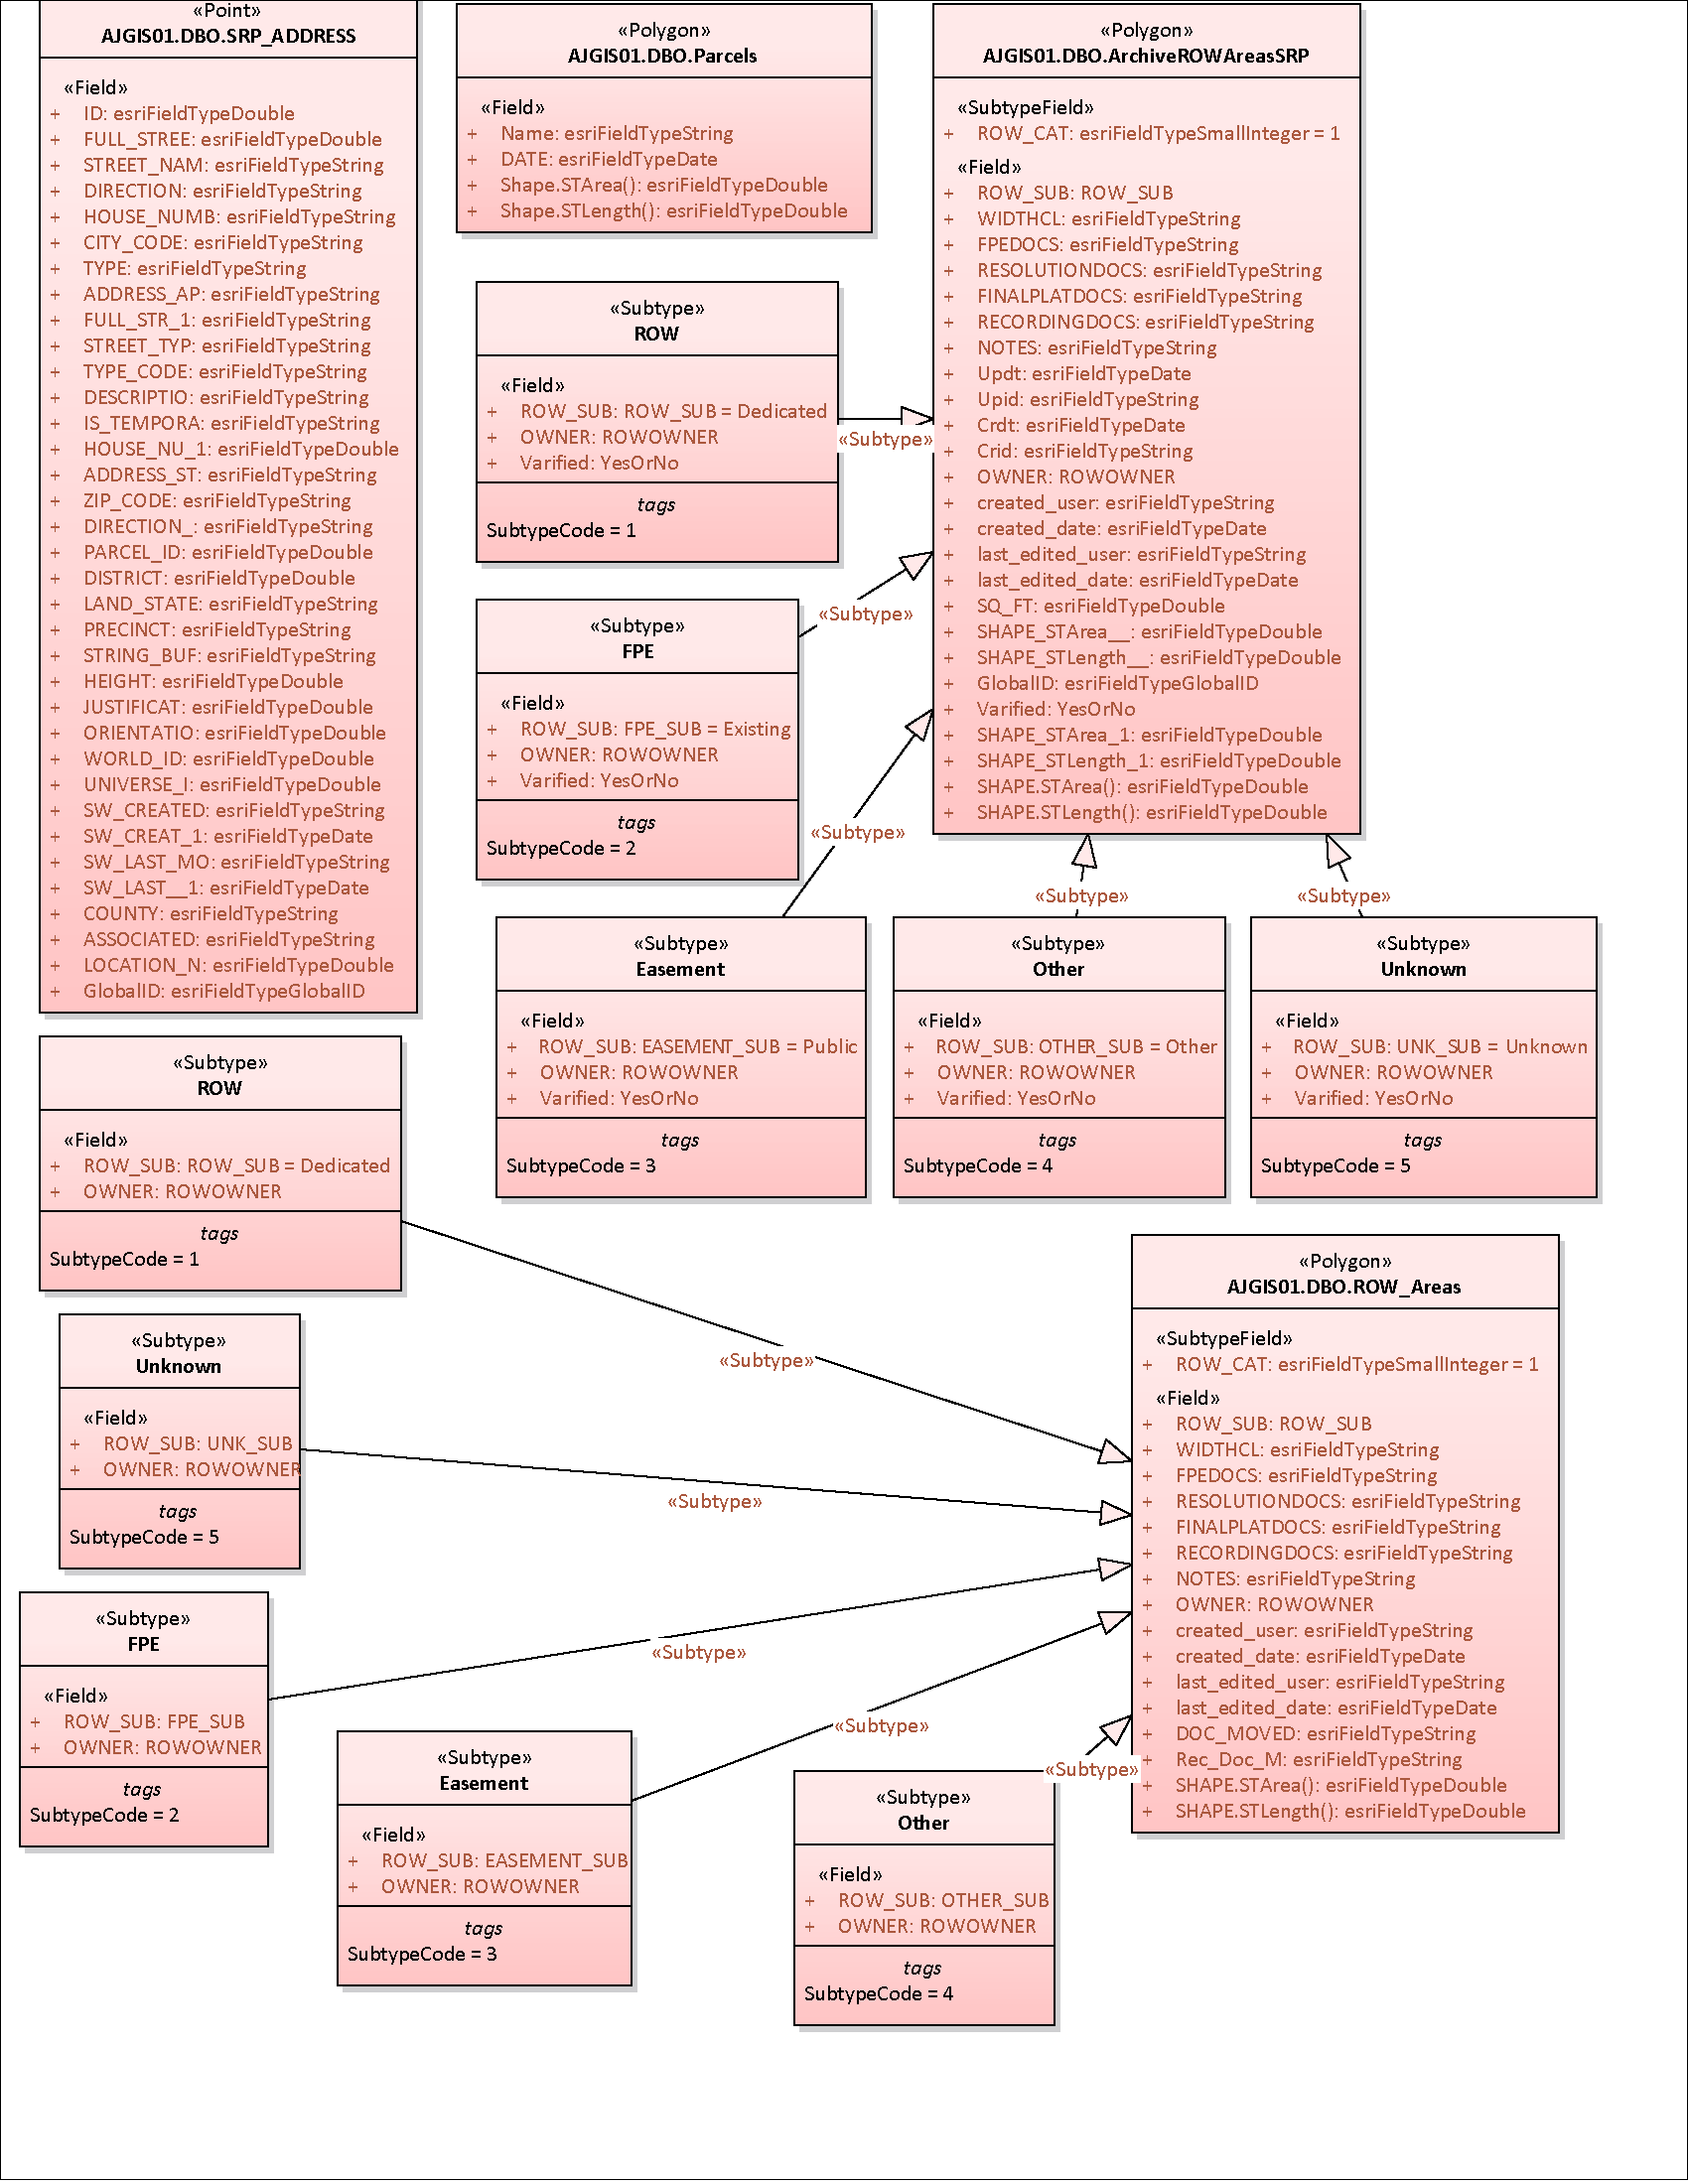 «Point»
AJGIS01.DBO.SRP_ADDRESS
«Field»
+ ID: esriFieldTypeDouble
+ FULL_STREE: esriFieldTypeDouble
+ STREET_NAM: esriFieldTypeString
+ DIRECTION: esriFieldTypeString
+ HOUSE_NUMB: esriFieldTypeString
+ CITY_CODE: esriFieldTypeString
+ TYPE: esriFieldTypeString
+ ADDRESS_AP: esriFieldTypeString
+ FULL_STR_1: esriFieldTypeString
+ STREET_TYP: esriFieldTypeString
+ TYPE_CODE: esriFieldTypeString
+ DESCRIPTIO: esriFieldTypeString
+ IS_TEMPORA: esriFieldTypeString
+ HOUSE_NU_1: esriFieldTypeDouble
+ ADDRESS_ST: esriFieldTypeString
+ ZIP_CODE: esriFieldTypeString
+ DIRECTION_: esriFieldTypeString
+ PARCEL_ID: esriFieldTypeDouble
+ DISTRICT: esriFieldTypeDouble
+ LAND_STATE: esriFieldTypeString
+ PRECINCT: esriFieldTypeString
+ STRING_BUF: esriFieldTypeString
+ HEIGHT: esriFieldTypeDouble
+ JUSTIFICAT: esriFieldTypeDouble
+ ORIENTATIO: esriFieldTypeDouble
+ WORLD_ID: esriFieldTypeDouble
+ UNIVERSE_I: esriFieldTypeDouble
+ SW_CREATED: esriFieldTypeString
+ SW_CREAT_1: esriFieldTypeDate
+ SW_LAST_MO: esriFieldTypeString
+ SW_LAST__1: esriFieldTypeDate
+ COUNTY: esriFieldTypeString
+ ASSOCIATED: esriFieldTypeString
+ LOCATION_N: esriFieldTypeDouble
+ GlobalID: esriFieldTypeGlobalID
«Polygon»
AJGIS01.DBO.Parcels
«Field»
+ Name: esriFieldTypeString
+ DATE: esriFieldTypeDate
+ Shape.STArea(): esriFieldTypeDouble
+ Shape.STLength(): esriFieldTypeDouble
«Polygon»
AJGIS01.DBO.ArchiveROWAreasSRP
«SubtypeField»
+ ROW_CAT: esriFieldTypeSmallInteger = 1
«Field»
+ ROW_SUB: ROW_SUB
+ WIDTHCL: esriFieldTypeString
+ FPEDOCS: esriFieldTypeString
+ RESOLUTIONDOCS: esriFieldTypeString
+ FINALPLATDOCS: esriFieldTypeString
+ RECORDINGDOCS: esriFieldTypeString
+ NOTES: esriFieldTypeString
+ Updt: esriFieldTypeDate
+ Upid: esriFieldTypeString
+ Crdt: esriFieldTypeDate
+ Crid: esriFieldTypeString
+ OWNER: ROWOWNER
+ created_user: esriFieldTypeString
+ created_date: esriFieldTypeDate
+ last_edited_user: esriFieldTypeString
+ last_edited_date: esriFieldTypeDate
+ SQ_FT: esriFieldTypeDouble
+ SHAPE_STArea__: esriFieldTypeDouble
+ SHAPE_STLength__: esriFieldTypeDouble
+ GlobalID: esriFieldTypeGlobalID
+ Varified: YesOrNo
+ SHAPE_STArea_1: esriFieldTypeDouble
+ SHAPE_STLength_1: esriFieldTypeDouble
+ SHAPE.STArea(): esriFieldTypeDouble
+ SHAPE.STLength(): esriFieldTypeDouble
«Subtype»
ROW
«Field»
+ ROW_SUB: ROW_SUB = Dedicated
+ OWNER: ROWOWNER
+ Varified: YesOrNo
tags
SubtypeCode = 1
«Subtype»
«Subtype»
FPE
«Field»
+ ROW_SUB: FPE_SUB = Existing
+ OWNER: ROWOWNER
+ Varified: YesOrNo
tags
SubtypeCode = 2
«Subtype»
«Subtype»
«Subtype»
«Subtype»
«Subtype»
Easement
«Field»
+ ROW_SUB: EASEMENT_SUB = Public
+ OWNER: ROWOWNER
+ Varified: YesOrNo
tags
SubtypeCode = 3
«Subtype»
Other
«Field»
+ ROW_SUB: OTHER_SUB = Other
+ OWNER: ROWOWNER
+ Varified: YesOrNo
tags
SubtypeCode = 4
«Subtype»
Unknown
«Field»
+ ROW_SUB: UNK_SUB = Unknown
+ OWNER: ROWOWNER
+ Varified: YesOrNo
tags
SubtypeCode = 5
«Subtype»
ROW
«Field»
+ ROW_SUB: ROW_SUB = Dedicated
+ OWNER: ROWOWNER
tags
SubtypeCode = 1
«Subtype»
«Subtype»
Unknown
«Field»
+ ROW_SUB: UNK_SUB
+ OWNER: ROWOWNER
tags
SubtypeCode = 5
«Subtype»
«Subtype»
FPE
«Field»
+ ROW_SUB: FPE_SUB
+ OWNER: ROWOWNER
tags
SubtypeCode = 2
«Subtype»
«Subtype»
Easement
«Field»
+ ROW_SUB: EASEMENT_SUB
+ OWNER: ROWOWNER
tags
SubtypeCode = 3
«Subtype»
«Subtype»
Other
«Field»
+ ROW_SUB: OTHER_SUB
+ OWNER: ROWOWNER
tags
SubtypeCode = 4
«Subtype»
«Polygon»
AJGIS01.DBO.ROW_Areas
«SubtypeField»
+ ROW_CAT: esriFieldTypeSmallInteger = 1
«Field»
+ ROW_SUB: ROW_SUB
+ WIDTHCL: esriFieldTypeString
+ FPEDOCS: esriFieldTypeString
+ RESOLUTIONDOCS: esriFieldTypeString
+ FINALPLATDOCS: esriFieldTypeString
+ RECORDINGDOCS: esriFieldTypeString
+ NOTES: esriFieldTypeString
+ OWNER: ROWOWNER
+ created_user: esriFieldTypeString
+ created_date: esriFieldTypeDate
+ last_edited_user: esriFieldTypeString
+ last_edited_date: esriFieldTypeDate
+ DOC_MOVED: esriFieldTypeString
+ Rec_Doc_M: esriFieldTypeString
+ SHAPE.STArea(): esriFieldTypeDouble
+ SHAPE.STLength(): esriFieldTypeDouble